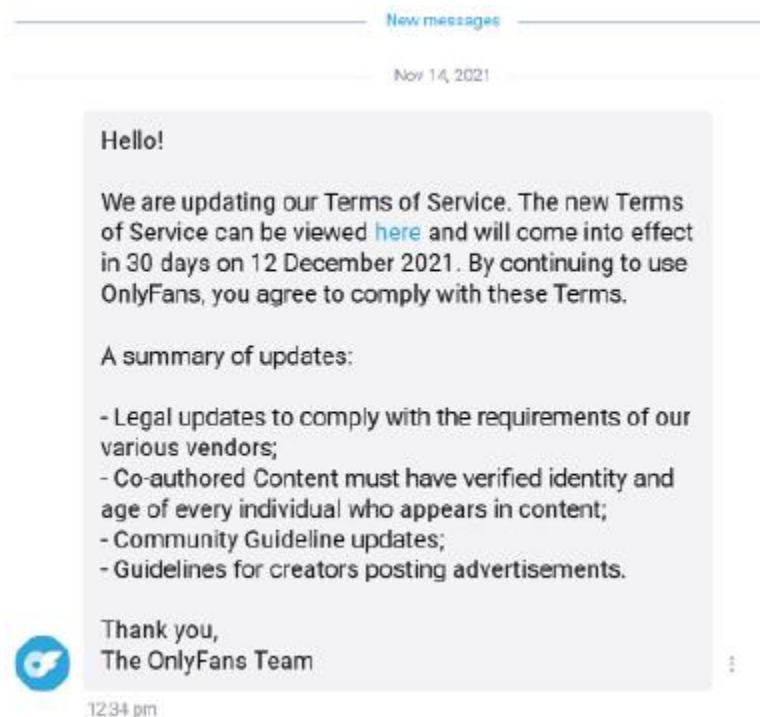 New messages
Nov 14, 2021
Hello!
We are updating our Terms of Service. The new Terms
of Service can be viewed here and will come into effect
in 30 days on 12 December 2021. By continuing to use
OnlyFans, you agree to comply with these Terms.
A summary of updates:
- Legal updates to comply with the requirements of our
various vendors;
- Co-authored Content must have verified identity and
age of every individual who appears in content;
- Community Guideline updates;
- Guidelines for creators posting advertisements.
Thank you,
The OnlyFans Team
12:34 pm